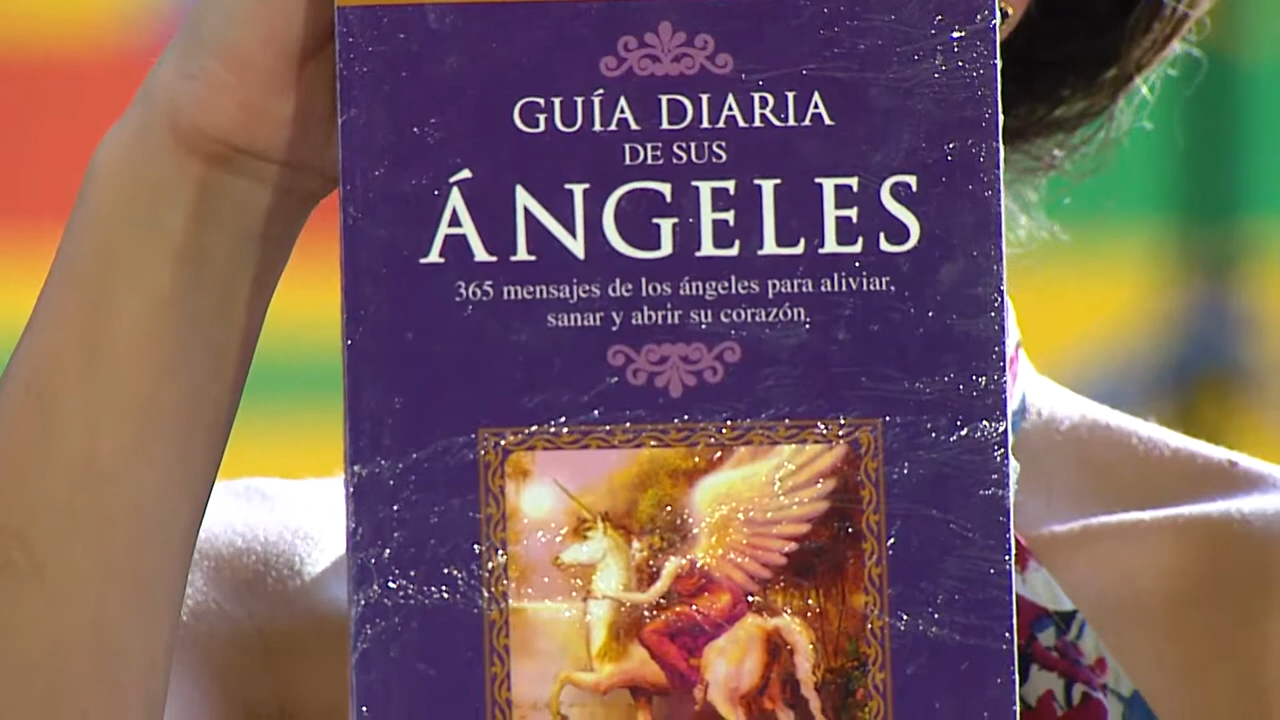 GUÍA DIARIA
DE SUS
ÁNGELES
365 mensajes de los ángeles para aliviar,
sanar y abrir su corazón.